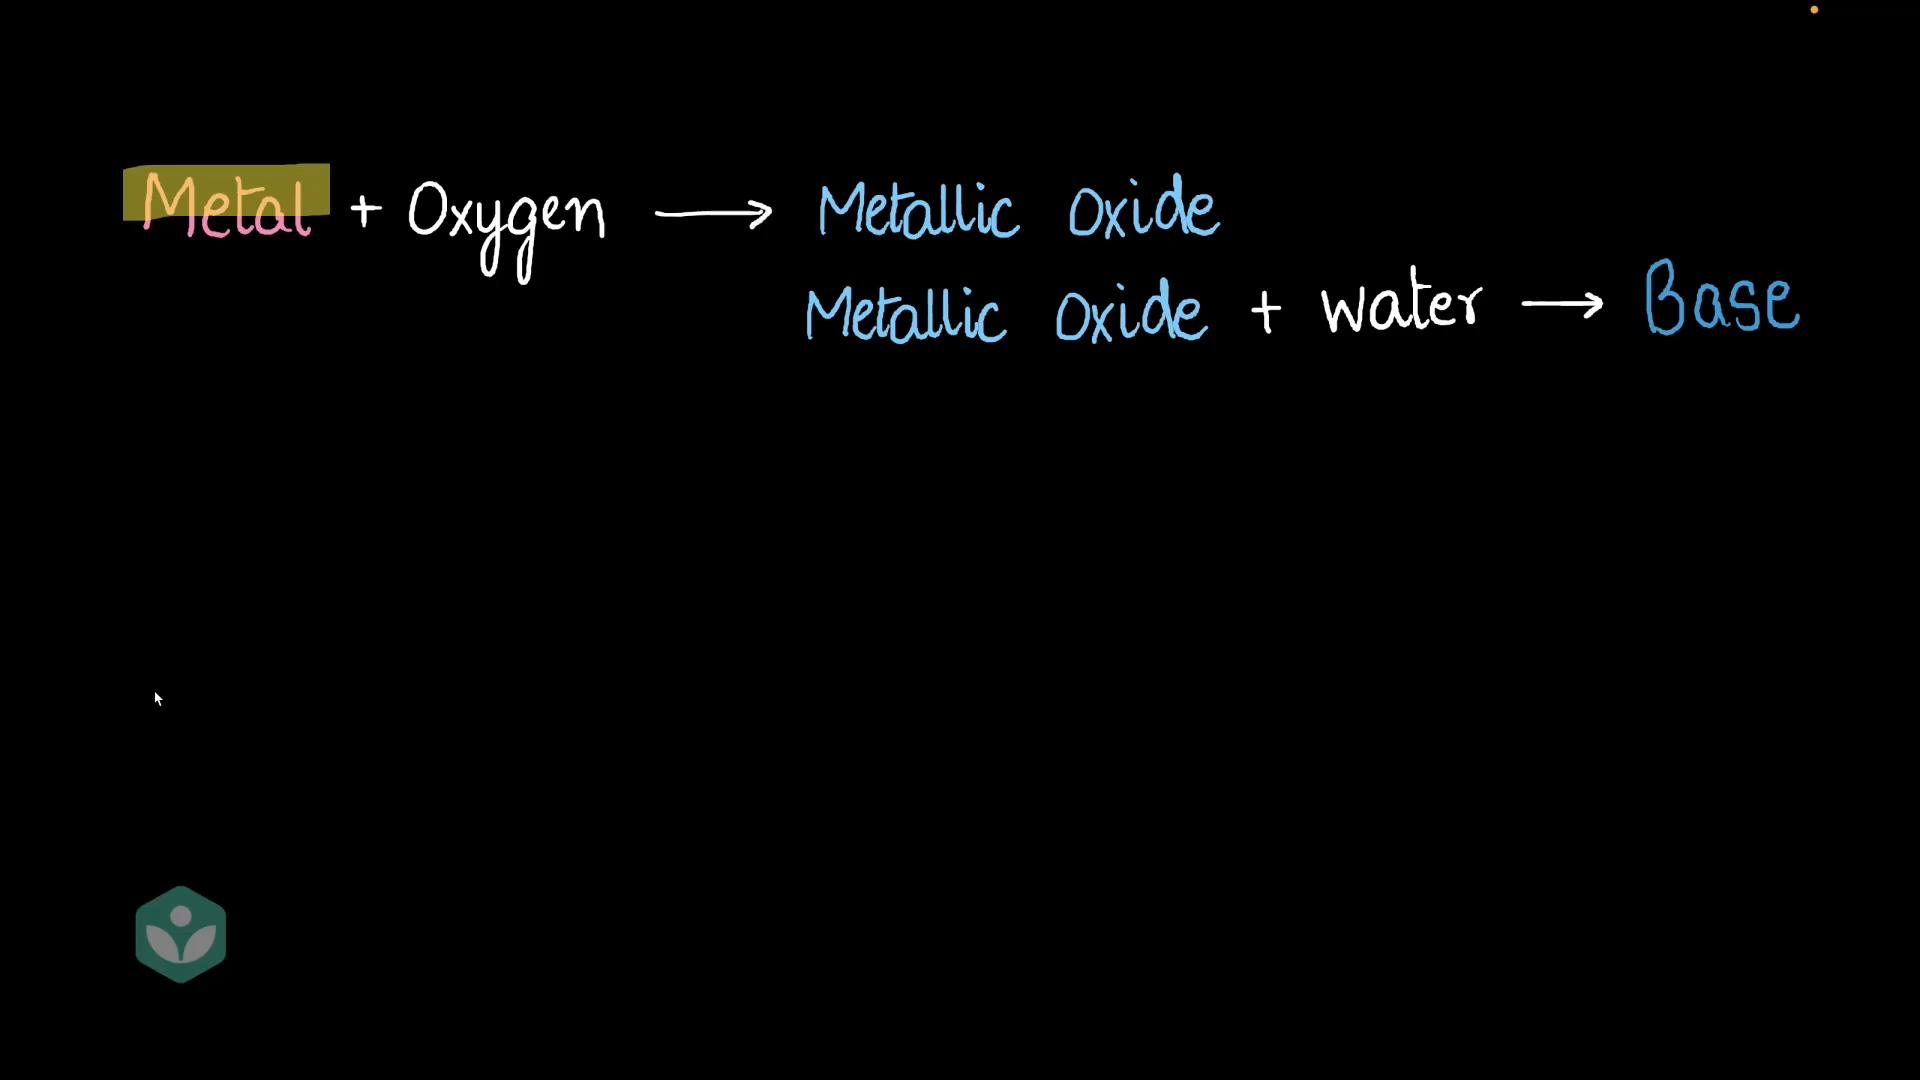 Metal + Oxygen → Metallic Oxide
Metallic Oxide + water → Base